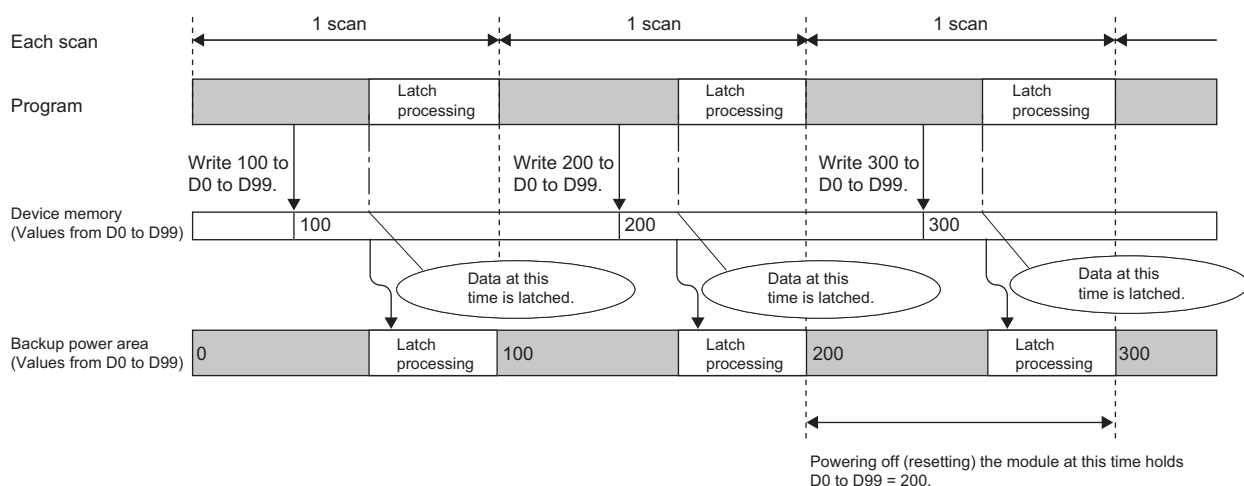 1 scan 1 scan 1 scan
Each scan
Program
Latch processing Latch processing Latch processing
Write 100 to
D0 to D99.
Write 200 to
D0 to D99.
Write 300 to
D0 to D99.
Device memory
(Values from D0 to D99)
100 200 300
Data at this
time is latched.
Data at this
time is latched.
Data at this
time is latched.
Backup power area
(Values from D0 to D99)
0 Latch processing 100 Latch processing 200 Latch processing 300
Powering off (resetting) the module at this time holds
D0 to D99 = 200.